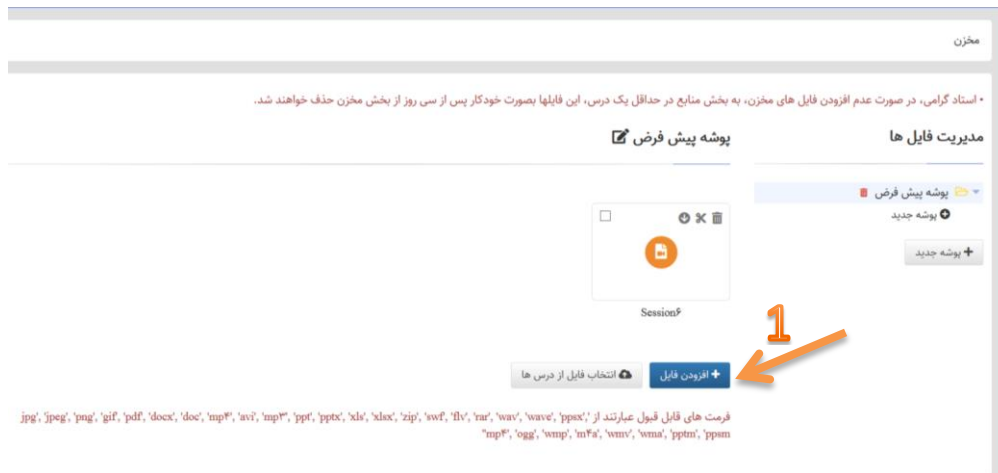 مخزن
• استاد گرامی، در صورت عدم افزودن فایل های مخزن، به بخش منابع در حداقل یک درس، این فایلها بصورت خودکار پس از سی روز از بخش مخزن حذف خواهند شد.
مدیریت فایل ها
پوشه پیش فرض
پوشه پیش فرض
پوشه جدید
+ پوشه جدید
Session۶
1
+ افزودن فایل
انتخاب فایل از درس ها
فرمت های قابل قبول عبارتند از 'jpg', 'jpeg', 'png', 'gif', 'pdf', 'docx', 'doc', 'mp۴', 'avi', 'mp۳', 'ppt', 'pptx', 'xls', 'xlsx', 'zip', 'swf', 'flv', 'rar', 'wav', 'wave', 'ppsx',
"mp۴', 'ogg', 'wmp', 'm۴a', 'wmv', 'wma', 'pptm', 'ppsm